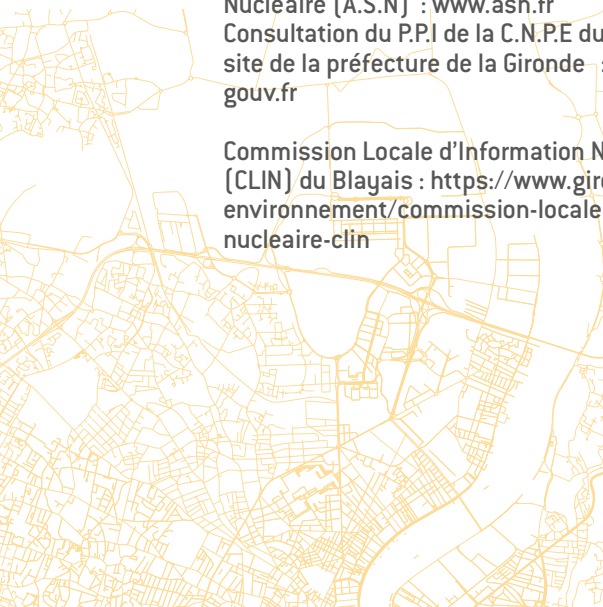 Nucléaire (A.S.N) : www.asn.fr
Consultation du P.P.I de la C.N.P.E du
site de la préfecture de la Gironde :
gouv.fr
Commission Locale d'Information N
(CLIN) du Blayais : https://www.giro
environnement/commission-locale
nucleaire-clin